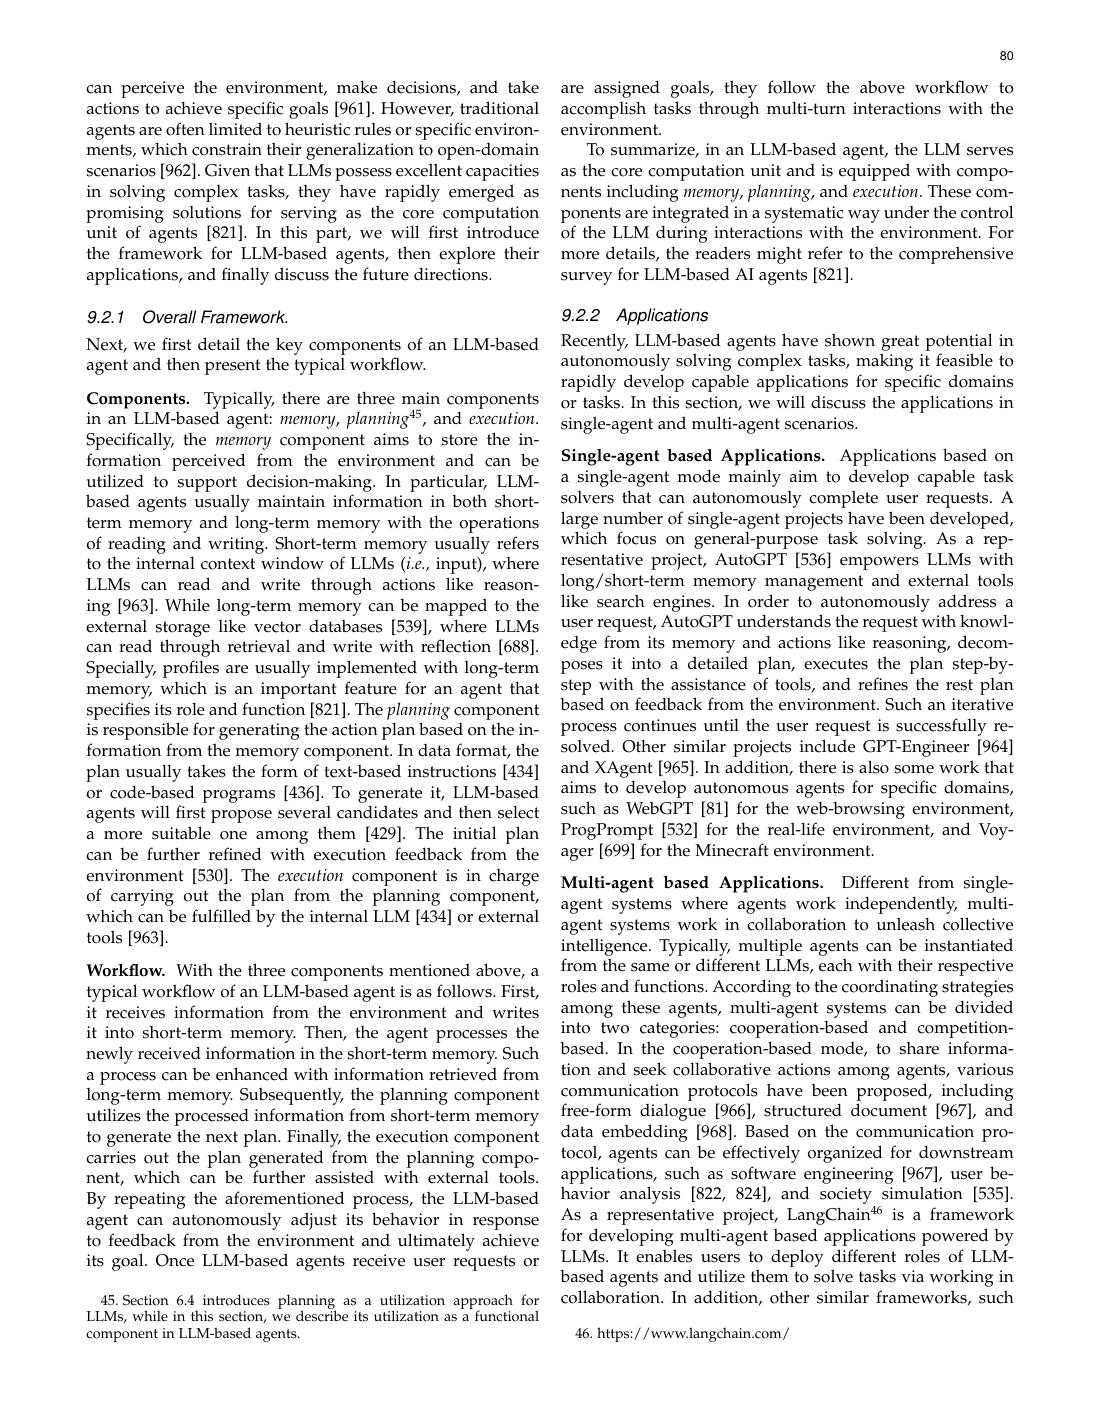 80
can perceive the environment, make decisions, and take
actions to achieve specific goals [961]. However, traditional
agents are often limited to heuristic rules or specific environ-
ments, which constrain their generalization to open-domain
scenarios [962]. Given that LLMs possess excellent capacities
in solving complex tasks, they have rapidly emerged as
promising solutions for serving as the core computation
unit of agents [821]. In this part, we will first introduce
the framework for LLM-based agents, then explore their
applications, and finally discuss the future directions.
9.2.1 Overall Framework.
Next, we first detail the key components of an LLM-based
agent and then present the typical workflow.
Components. Typically, there are three main components
in an LLM-based agent: memory, planning45, and execution.
Specifically, the memory component aims to store the in-
formation perceived from the environment and can be
utilized to support decision-making. In particular, LLM-
based agents usually maintain information in both short-
term memory and long-term memory with the operations
of reading and writing. Short-term memory usually refers
to the internal context window of LLMs (i.e., input), where
LLMs can read and write through actions like reason-
ing [963]. While long-term memory can be mapped to the
external storage like vector databases [539], where LLMs
can read through retrieval and write with reflection [688].
Specially, profiles are usually implemented with long-term
memory, which is an important feature for an agent that
specifies its role and function [821]. The planning component
is responsible for generating the action plan based on the in-
formation from the memory component. In data format, the
plan usually takes the form of text-based instructions [434]
or code-based programs [436]. To generate it, LLM-based
agents will first propose several candidates and then select
a more suitable one among them [429]. The initial plan
can be further refined with execution feedback from the
environment [530]. The execution component is in charge
of carrying out the plan from the planning component,
which can be fulfilled by the internal LLM [434] or external
tools [963].
Workflow. With the three components mentioned above, a
typical workflow of an LLM-based agent is as follows. First,
it receives information from the environment and writes
it into short-term memory. Then, the agent processes the
newly received information in the short-term memory. Such
a process can be enhanced with information retrieved from
long-term memory. Subsequently, the planning component
utilizes the processed information from short-term memory
to generate the next plan. Finally, the execution component
carries out the plan generated from the planning compo-
nent, which can be further assisted with external tools.
By repeating the aforementioned process, the LLM-based
agent can autonomously adjust its behavior in response
to feedback from the environment and ultimately achieve
its goal. Once LLM-based agents receive user requests or
45. Section 6.4 introduces planning as a utilization approach for
LLMs, while in this section, we describe its utilization as a functional
component in LLM-based agents.
are assigned goals, they follow the above workflow to
accomplish tasks through multi-turn interactions with the
environment.
To summarize, in an LLM-based agent, the LLM serves
as the core computation unit and is equipped with compo-
nents including memory, planning, and execution. These com-
ponents are integrated in a systematic way under the control
of the LLM during interactions with the environment. For
more details, the readers might refer to the comprehensive
survey for LLM-based AI agents [821].
9.2.2 Applications
Recently, LLM-based agents have shown great potential in
autonomously solving complex tasks, making it feasible to
rapidly develop capable applications for specific domains
or tasks. In this section, we will discuss the applications in
single-agent and multi-agent scenarios.
Single-agent based Applications. Applications based on
a single-agent mode mainly aim to develop capable task
solvers that can autonomously complete user requests. A
large number of single-agent projects have been developed,
which focus on general-purpose task solving. As a rep-
resentative project, AutoGPT [536] empowers LLMs with
long/short-term memory management and external tools
like search engines. In order to autonomously address a
user request, AutoGPT understands the request with knowl-
edge from its memory and actions like reasoning, decom-
poses it into a detailed plan, executes the plan step-by-
step with the assistance of tools, and refines the rest plan
based on feedback from the environment. Such an iterative
process continues until the user request is successfully re-
solved. Other similar projects include GPT-Engineer [964]
and XAgent [965]. In addition, there is also some work that
aims to develop autonomous agents for specific domains,
such as WebGPT [81] for the web-browsing environment,
ProgPrompt [532] for the real-life environment, and Voy-
ager [699] for the Minecraft environment.
Multi-agent based Applications. Different from single-
agent systems where agents work independently, multi-
agent systems work in collaboration to unleash collective
intelligence. Typically, multiple agents can be instantiated
from the same or different LLMs, each with their respective
roles and functions. According to the coordinating strategies
among these agents, multi-agent systems can be divided
into two categories: cooperation-based and competition-
based. In the cooperation-based mode, to share informa-
tion and seek collaborative actions among agents, various
communication protocols have been proposed, including
free-form dialogue [966], structured document [967], and
data embedding [968]. Based on the communication pro-
tocol, agents can be effectively organized for downstream
applications, such as software engineering [967], user be-
havior analysis [822, 824], and society simulation [535].
As a representative project, LangChain46 is a framework
for developing multi-agent based applications powered by
LLMs. It enables users to deploy different roles of LLM-
based agents and utilize them to solve tasks via working in
collaboration. In addition, other similar frameworks, such
46. https://www.langchain.com/